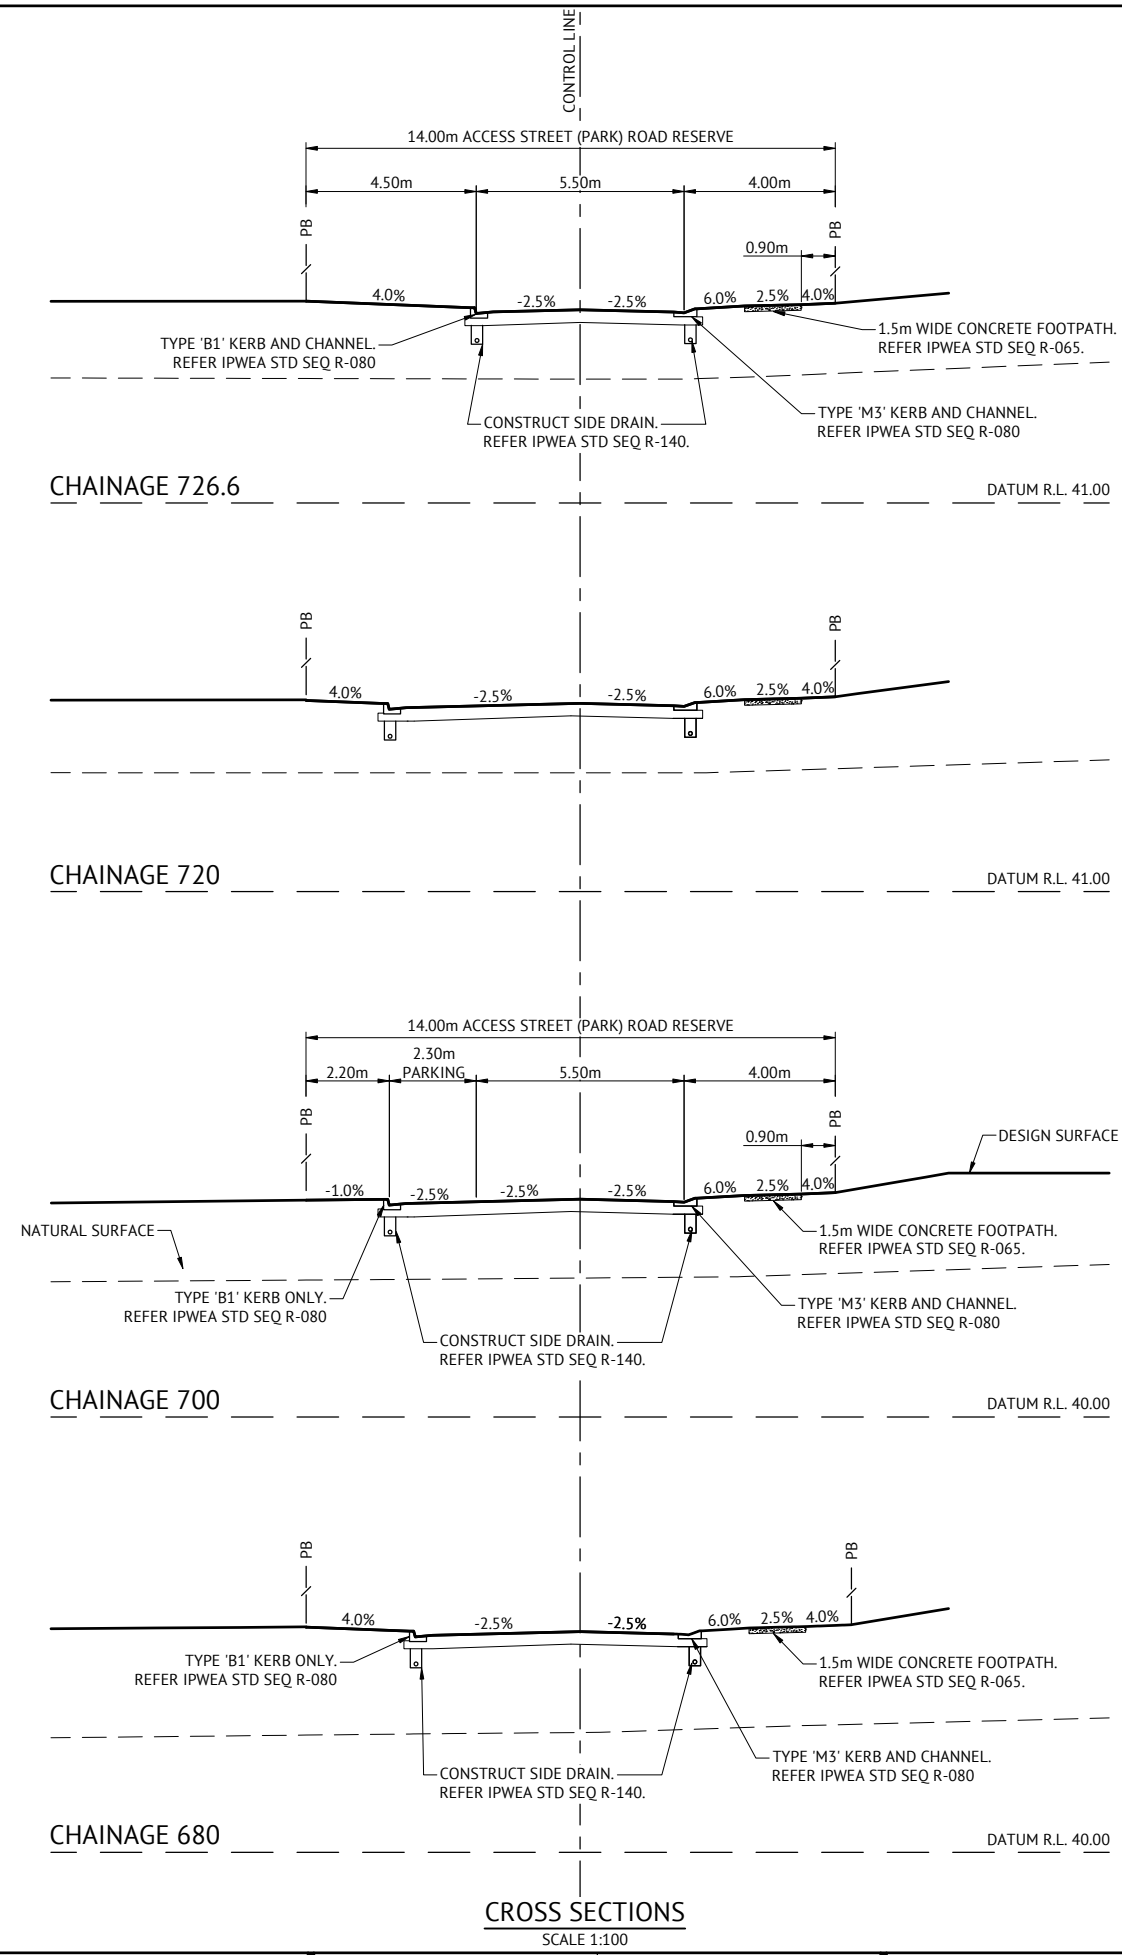 CONTROL LINE
14.00m ACCESS STREET (PARK) ROAD RESERVE
4.50m
5.50m
4.00m
PB
PB
0.90m
4.0%
-2.5%
-2.5%
6.0%
2.5%
4.0%
TYPE 'B1' KERB AND CHANNEL.
REFER IPWEA STD SEQ R-080
1.5m WIDE CONCRETE FOOTPATH.
REFER IPWEA STD SEQ R-065.
CONSTRUCT SIDE DRAIN.
REFER IPWEA STD SEQ R-140.
TYPE 'M3' KERB AND CHANNEL.
REFER IPWEA STD SEQ R-080
CHAINAGE 726.6
DATUM R.L. 41.00
PB
PB
4.0%
-2.5%
-2.5%
6.0%
2.5%
4.0%
CHAINAGE 720
DATUM R.L. 41.00
14.00m ACCESS STREET (PARK) ROAD RESERVE
2.20m
2.30m
PARKING
5.50m
4.00m
PB
PB
0.90m
DESIGN SURFACE
-1.0%
-2.5%
-2.5%
-2.5%
6.0%
2.5%
4.0%
NATURAL SURFACE
1.5m WIDE CONCRETE FOOTPATH.
REFER IPWEA STD SEQ R-065.
TYPE 'B1' KERB ONLY.
REFER IPWEA STD SEQ R-080
TYPE 'M3' KERB AND CHANNEL.
REFER IPWEA STD SEQ R-080
CONSTRUCT SIDE DRAIN.
REFER IPWEA STD SEQ R-140.
CHAINAGE 700
DATUM R.L. 40.00
PB
PB
4.0%
-2.5%
-2.5%
6.0%
2.5%
4.0%
TYPE 'B1' KERB ONLY.
REFER IPWEA STD SEQ R-080
1.5m WIDE CONCRETE FOOTPATH.
REFER IPWEA STD SEQ R-065.
CONSTRUCT SIDE DRAIN.
REFER IPWEA STD SEQ R-140.
TYPE 'M3' KERB AND CHANNEL.
REFER IPWEA STD SEQ R-080
CHAINAGE 680
DATUM R.L. 40.00
CROSS SECTIONS
SCALE 1:100